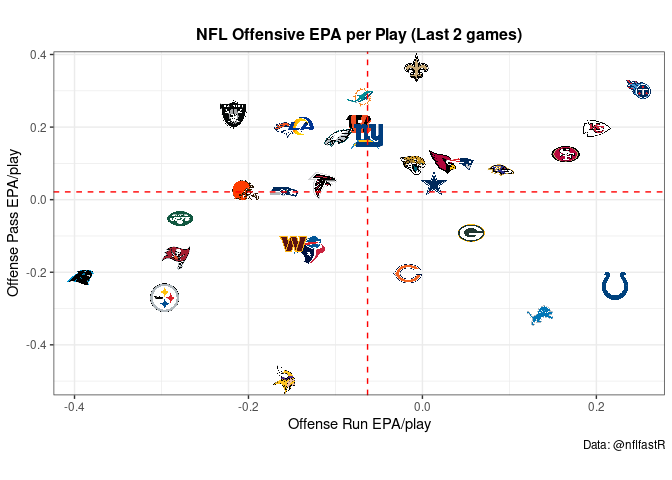 NFL Offensive EPA per Play (Last 2 games)
0.4
0.2
0.0
-0.2
-0.4
Offense Pass EPA/play
-0.4
-0.2
0.0
0.2
Offense Run EPA/play
Data: @nflfastR
ny